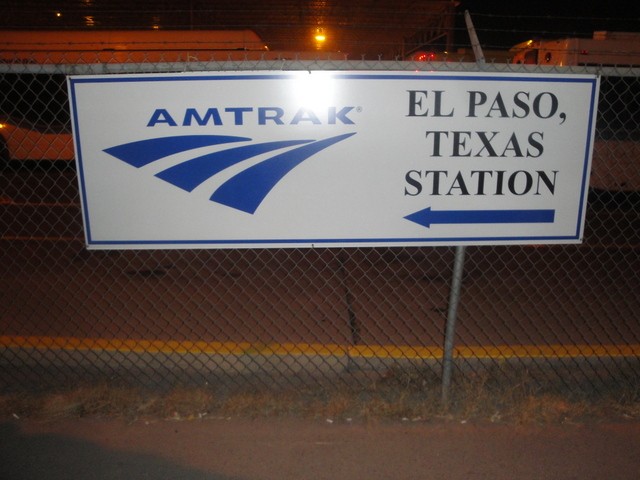 AMTRAK®
EL PASO,
TEXAS
STATION